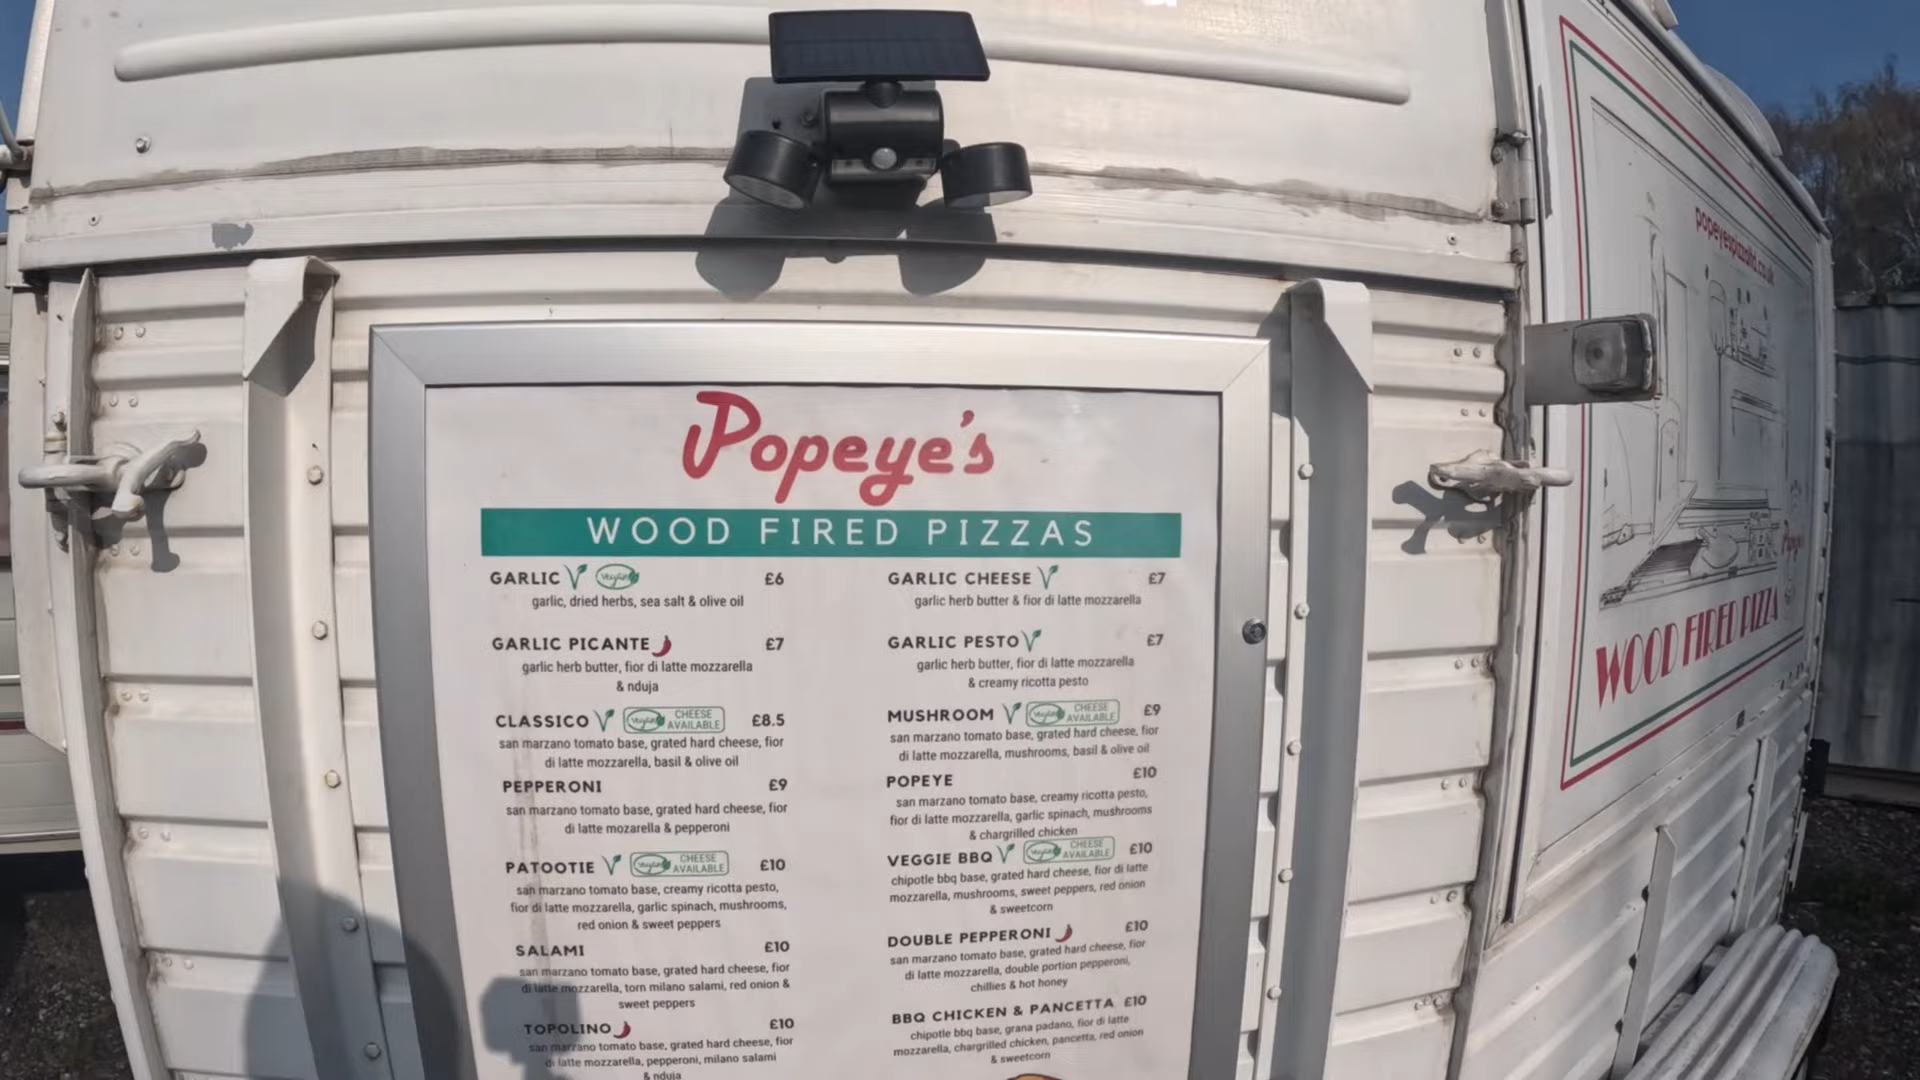 Popeye's
WOOD FIRED PIZZAS
GARLIC V vegan £6
garlic, dried herbs, sea salt & olive oil
GARLIC PICANTE £7
garlic herb butter, fior di latte mozzarella
& nduja
CLASSICO V vegan CHEESE AVAILABLE £8.5
san marzano tomato base, grated hard cheese, fior
di latte mozzarella, basil & olive oil
PEPPERONI £9
san marzano tomato base, grated hard cheese, fior
di latte mozarella & pepperoni
PATOOTIE V vegan CHEESE AVAILABLE £10
san marzano tomato base, creamy ricotta pesto,
fior di latte mozzarella, garlic spinach, mushrooms,
red onion & sweet peppers
SALAMI £10
san marzano tomato base, grated hard cheese, fior
di latte mozzarella, torn milano salami, red onion &
sweet peppers
TOPOLINO £10
san marzano tomato base, grated hard cheese, fior
di latte mozzarella, pepperoni, milano salami
& nduja
GARLIC CHEESE V £7
garlic herb butter & fior di latte mozzarella
GARLIC PESTO V £7
garlic herb butter, fior di latte mozzarella
& creamy ricotta pesto
MUSHROOM V vegan CHEESE AVAILABLE £9
san marzano tomato base, grated hard cheese, fior
di latte mozzarella, mushrooms, basil & olive oil
POPEYE £10
san marzano tomato base, creamy ricotta pesto,
fior di latte mozzarella, garlic spinach, mushrooms
& chargrilled chicken
VEGGIE BBQ V vegan CHEESE AVAILABLE £10
chipotle bbq base, grated hard cheese, fior di latte
mozzarella, mushrooms, sweet peppers, red onion
& sweetcorn
DOUBLE PEPPERONI £10
san marzano tomato base, grated hard cheese, fior
di latte mozzarella, double portion pepperoni,
chillies & hot honey
BBQ CHICKEN & PANCETTA £10
chipotle bbq base, grana padano, fior di latte
mozzarella, chargrilled chicken, pancetta, red onion
& sweetcorn
popeyespizzaltd.co.uk
Popeye's
WOOD FIRED PIZZA